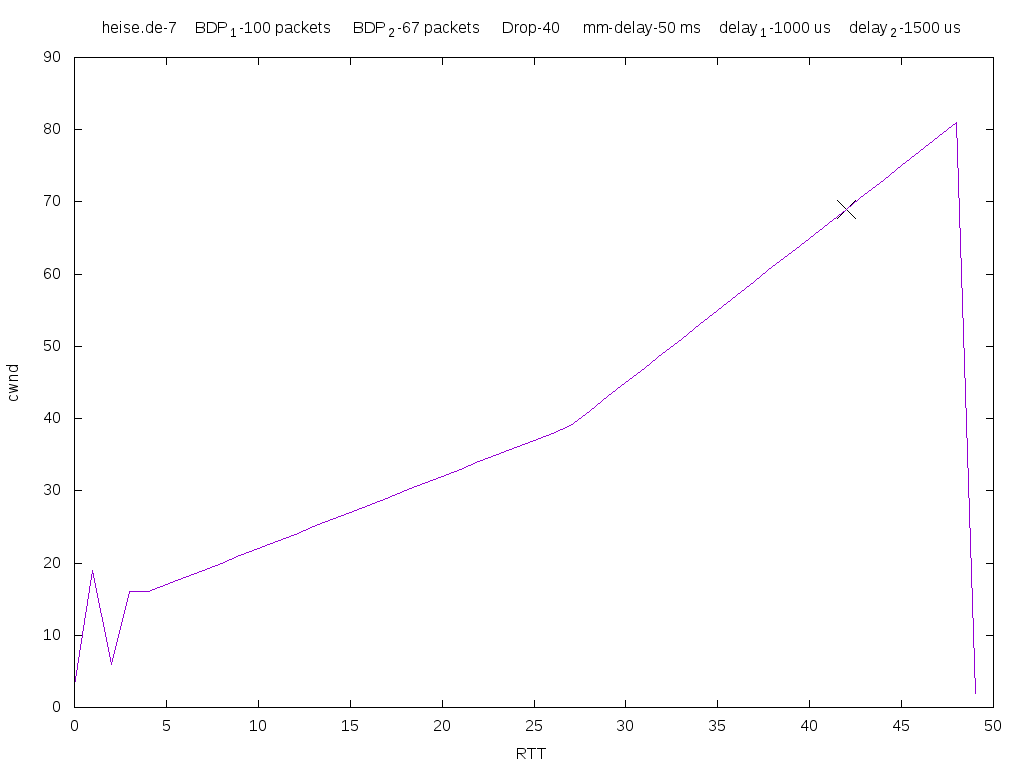 heise.de-7 BDP1-100 packets BDP2-67 packets Drop-40 mm-delay-50 ms delay1-1000 us delay2-1500 us
90
80
70
60
50
40
30
20
10
0
cwnd
0 5 10 15 20 25 30 35 40 45 50
RTT